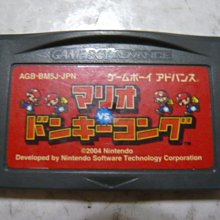 GAME BOY ADVANCE
AGB-BM5J-JPN
ゲームボーイ アドバンス
マリオ
vs.
ドンキーコング
©2004 Nintendo
Developed by Nintendo Software Technology Corporation